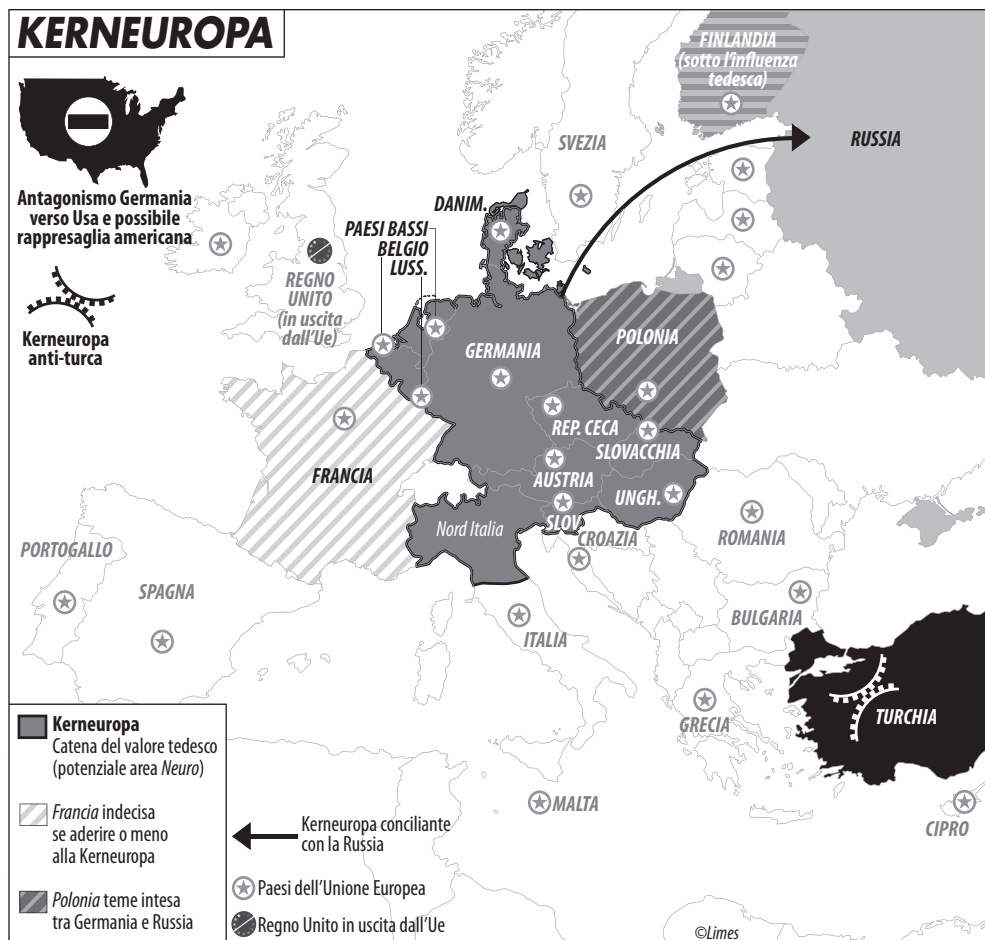 KERNEUROPA
Antagonismo Germania
verso Usa e possibile
rappresaglia americana
Kerneuropa
anti-turca
FINLANDIA
(sotto l'influenza
tedesca)
RUSSIA
SVEZIA
DANIM.
PAESI BASSI
BELGIO
LUSS.
REGNO
UNITO
(in uscita
dall'Ue)
GERMANIA
POLONIA
REP. CECA
SLOVACCHIA
FRANCIA
AUSTRIA
UNGH.
SLOV.
Nord Italia
CROAZIA
ROMANIA
PORTOGALLO
SPAGNA
ITALIA
BULGARIA
GRECIA
TURCHIA
MALTA
CIPRO
Kerneuropa
Catena del valore tedesco
(potenziale area Neuro)
Francia indecisa
se aderire o meno
alla Kerneuropa
Polonia teme intesa
tra Germania e Russia
Kerneuropa conciliante
con la Russia
Paesi dell'Unione Europea
Regno Unito in uscita dall'Ue
©Limes